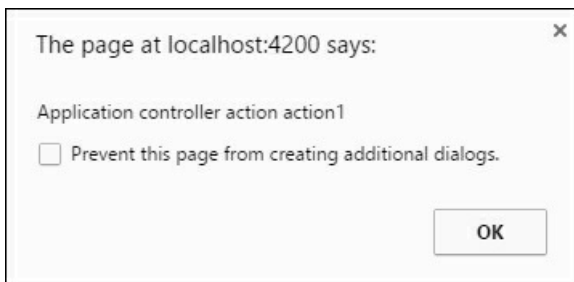 The page at localhost:4200 says:
Application controller action action1
Prevent this page from creating additional dialogs.
OK